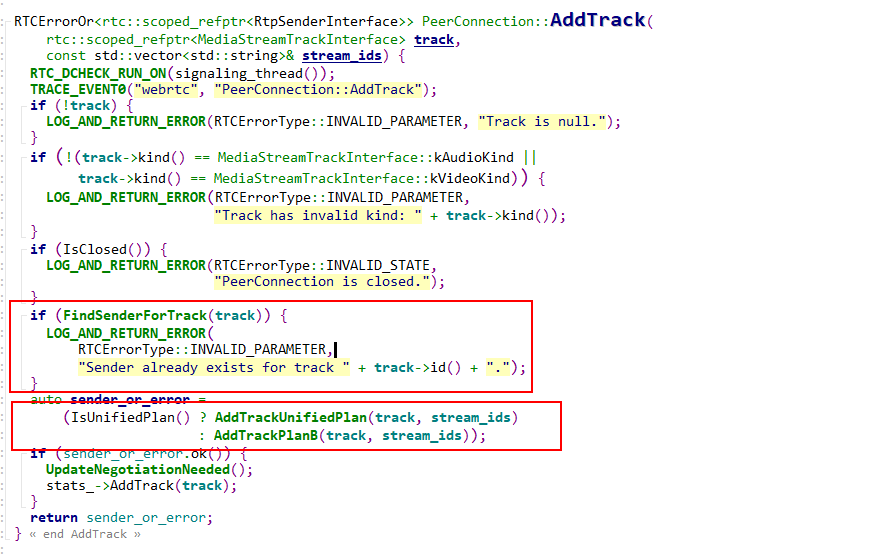 RTCErrorOr<rtc::scoped_refptr<RtpSenderInterface>> PeerConnection::AddTrack(
    rtc::scoped_refptr<MediaStreamTrackInterface> track,
    const std::vector<std::string>& stream_ids) {
  RTC_DCHECK_RUN_ON(signaling_thread());
  TRACE_EVENT0("webrtc", "PeerConnection::AddTrack");
  if (!track) {
    LOG_AND_RETURN_ERROR(RTCErrorType::INVALID_PARAMETER, "Track is null.");
  }
  if (!(track->kind() == MediaStreamTrackInterface::kAudioKind ||
        track->kind() == MediaStreamTrackInterface::kVideoKind)) {
    LOG_AND_RETURN_ERROR(RTCErrorType::INVALID_PARAMETER,
                         "Track has invalid kind: " + track->kind());
  }
  if (IsClosed()) {
    LOG_AND_RETURN_ERROR(RTCErrorType::INVALID_STATE,
                         "PeerConnection is closed.");
  }
  if (FindSenderForTrack(track)) {
    LOG_AND_RETURN_ERROR(
        RTCErrorType::INVALID_PARAMETER,
        "Sender already exists for track " + track->id() + ".");
  }
  auto sender_or_error =
      (IsUnifiedPlan() ? AddTrackUnifiedPlan(track, stream_ids)
                       : AddTrackPlanB(track, stream_ids));
  if (sender_or_error.ok()) {
    UpdateNegotiationNeeded();
    stats_->AddTrack(track);
  }
  return sender_or_error;
} « end AddTrack »